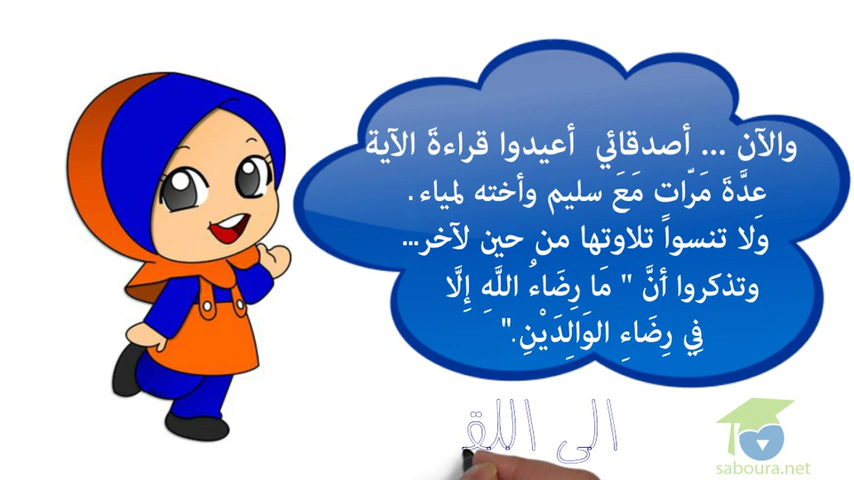 والآن ... أصدقائي أعيدوا قراءةَ الآية
عدَّةَ مَرّات مَعَ سليم وأخته لمياء .
وَلا تنسواً تلاوتها من حين لآخر...
وتذكروا أنَّ " مَا رِضَاءُ اللَّهِ إِلَّا
فِي رِضَاءِ الوَالِدَيْنِ."
الى اللق
saboura.net